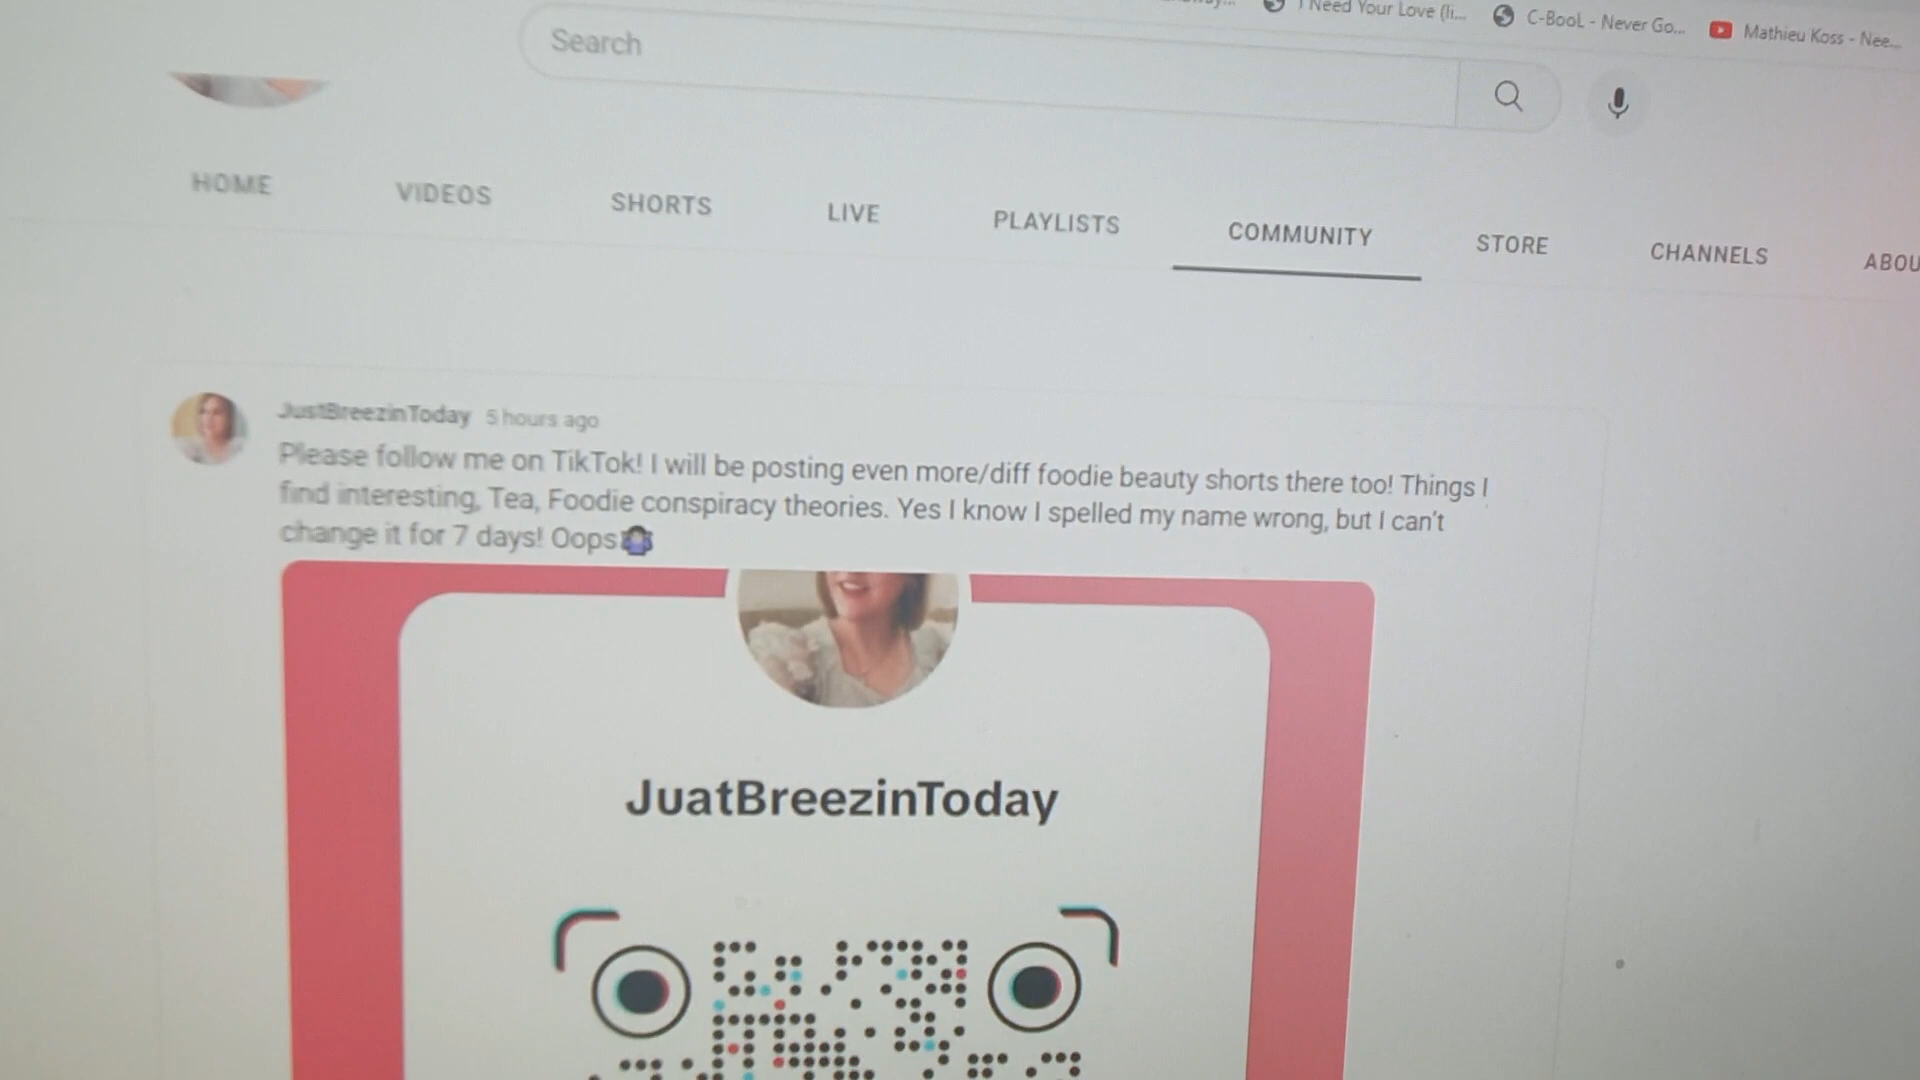 I Need Your Love (li...
C-BooL - Never Go...
Mathieu Koss - Nee...
Search
HOME
VIDEOS
SHORTS
LIVE
PLAYLISTS
COMMUNITY
STORE
CHANNELS
ABOU
JustBreezinToday 5 hours ago
Please follow me on TikTok! I will be posting even more/diff foodie beauty shorts there too! Things I
find interesting, Tea, Foodie conspiracy theories. Yes I know I spelled my name wrong, but I can't
change it for 7 days! Oops🤷‍♀️
JuatBreezinToday